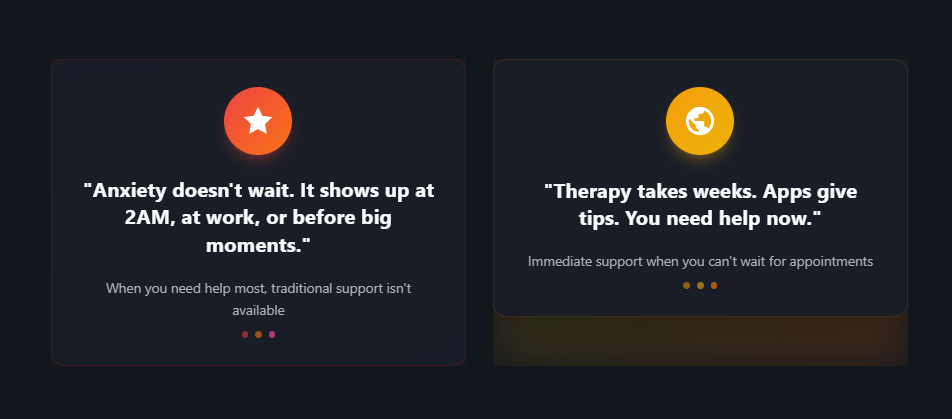 "Anxiety doesn't wait. It shows up at
2AM, at work, or before big
moments."
When you need help most, traditional support isn't
available
"Therapy takes weeks. Apps give
tips. You need help now."
Immediate support when you can't wait for appointments